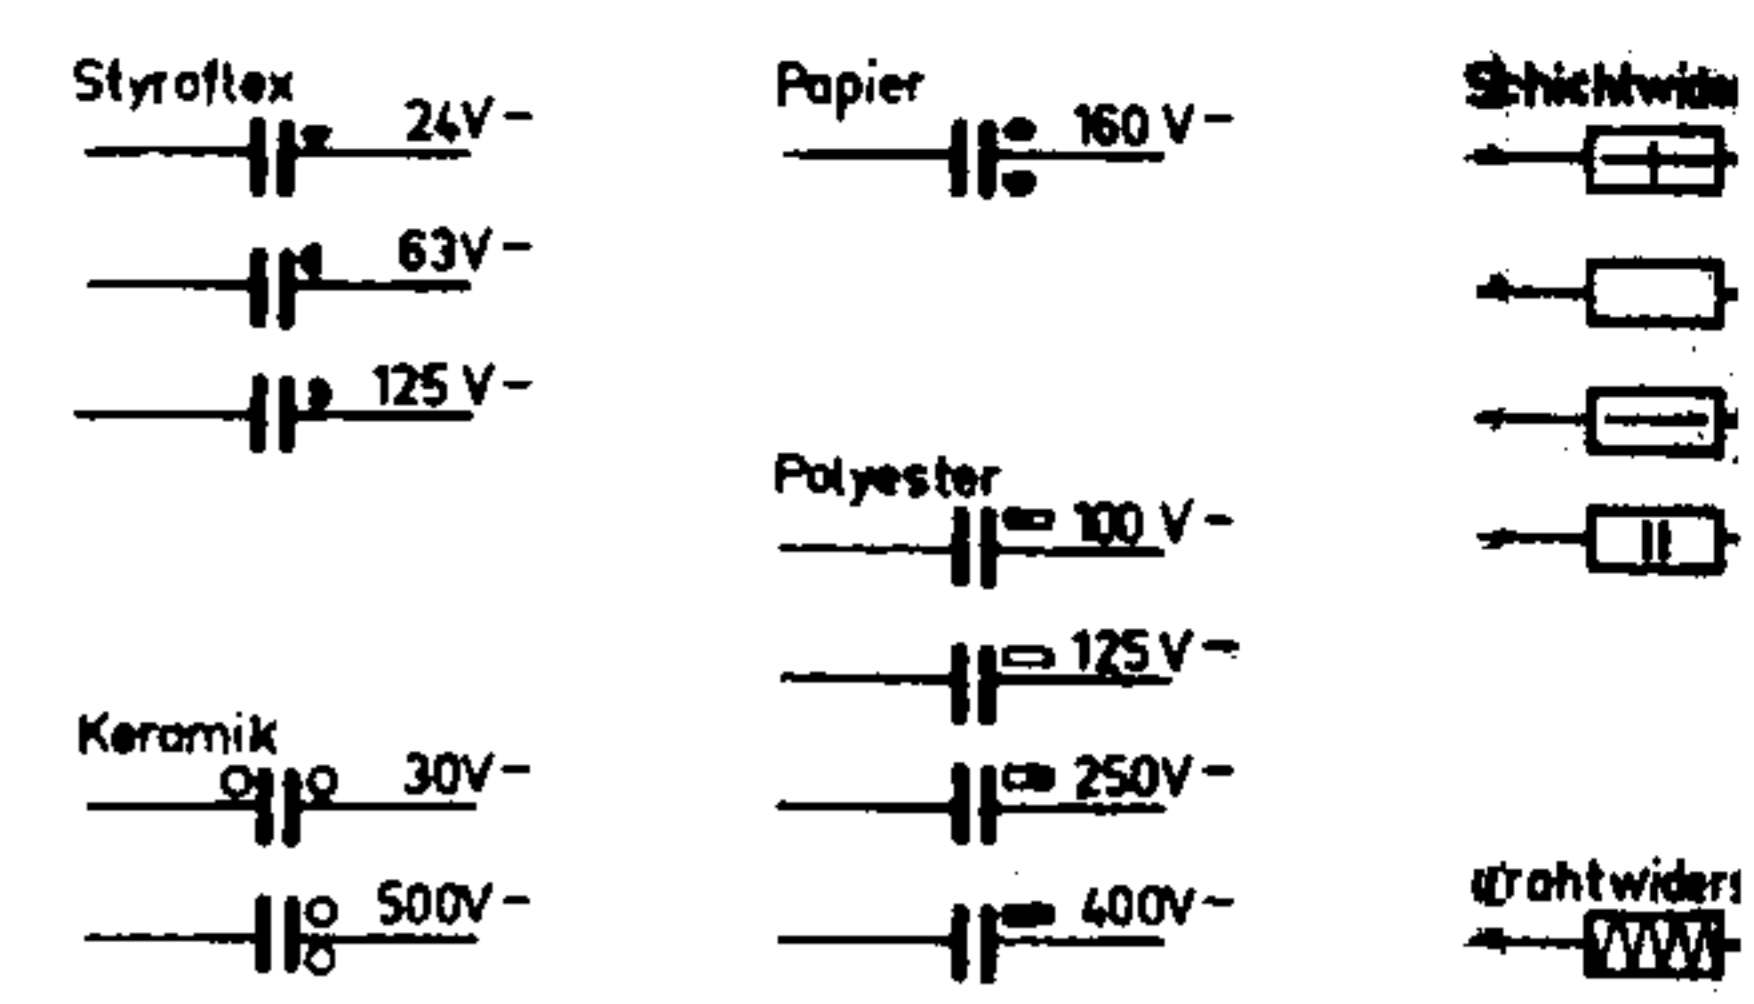 Styroflex
24V-
63V-
125 V-
Keramik
30V-
500V-
Papier
160 V-
Polyester
100 V-
125 V-
250V-
400V-